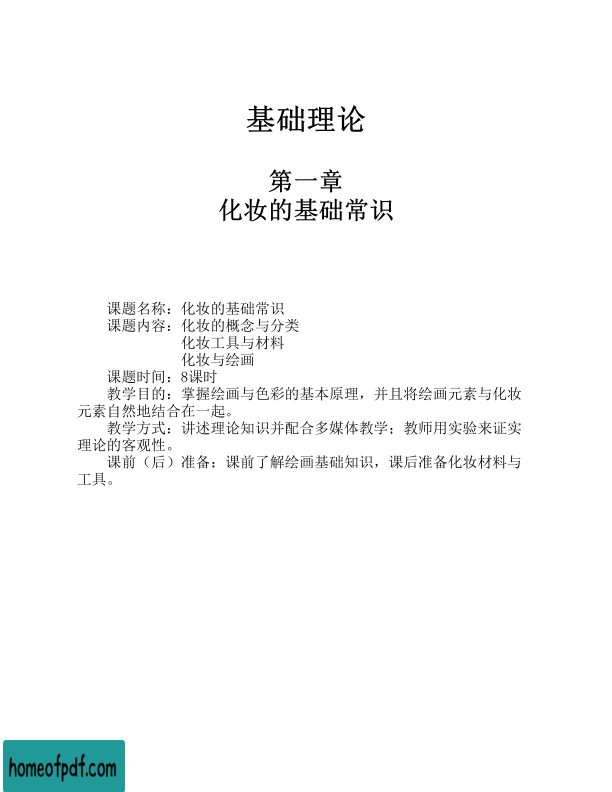 基础理论
第一章
化妆的基础常识
课题名称：化妆的基础常识
课题内容：化妆的概念与分类
化妆工具与材料
化妆与绘画
课题时间：8课时
教学目的：掌握绘画与色彩的基本原理，并且将绘画元素与化妆
元素自然地结合在一起。
教学方式：讲述理论知识并配合多媒体教学；教师用实验来证实
理论的客观性。
课前（后）准备：课前了解绘画基础知识，课后准备化妆材料与
工具。
homeofpdf.com